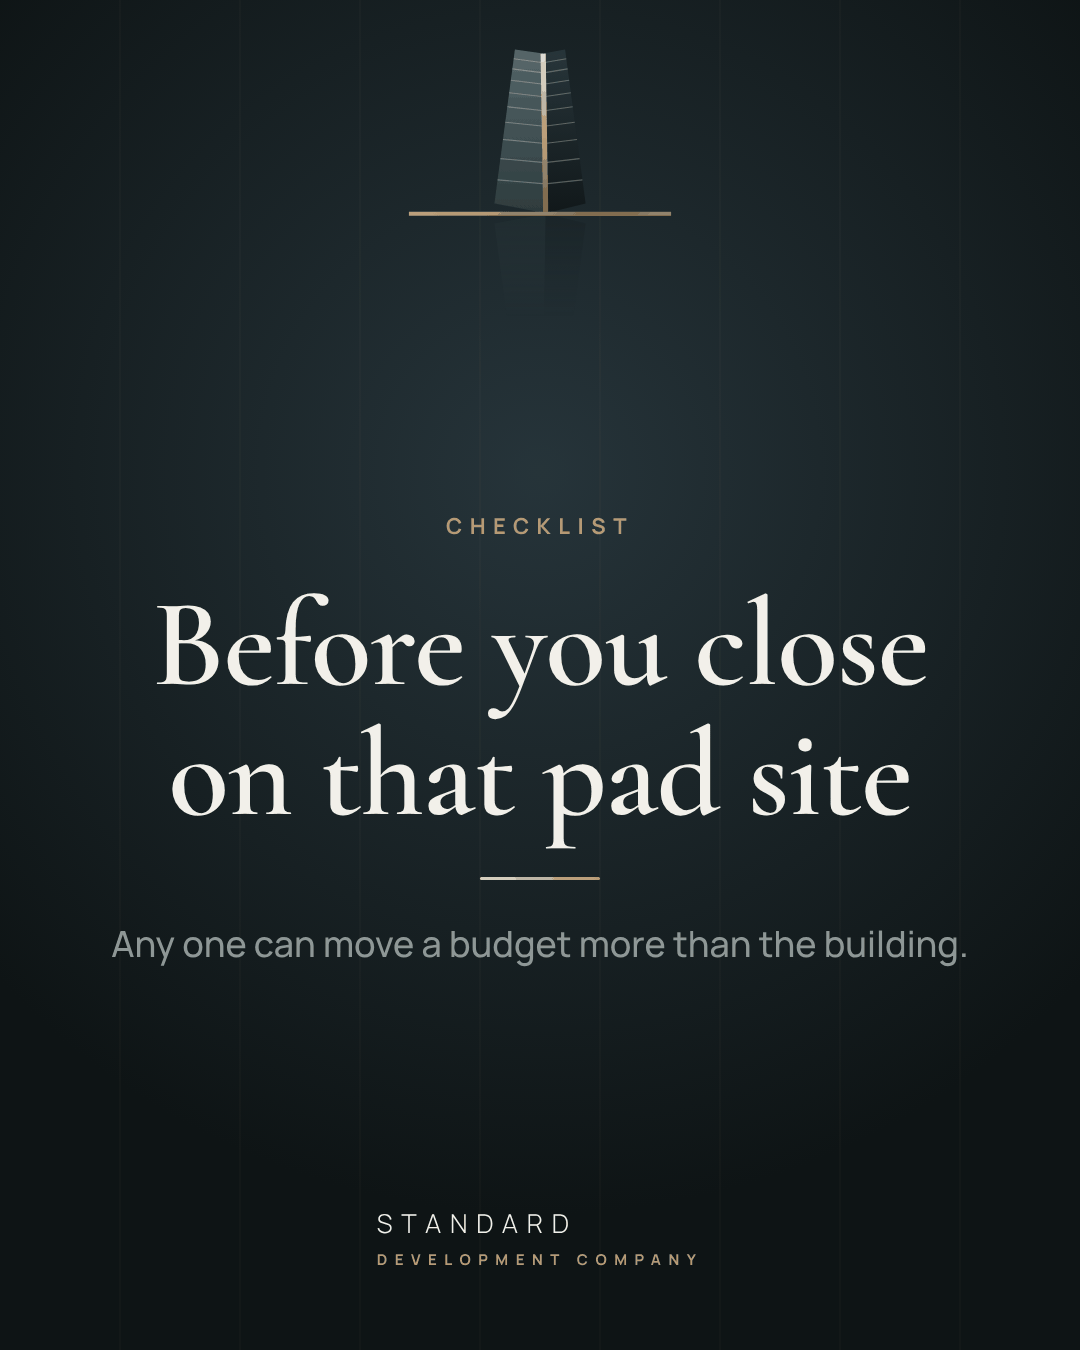 CHECKLIST
Before you close
on that pad site
Any one can move a budget more than the building.
STANDARD
DEVELOPMENT COMPANY